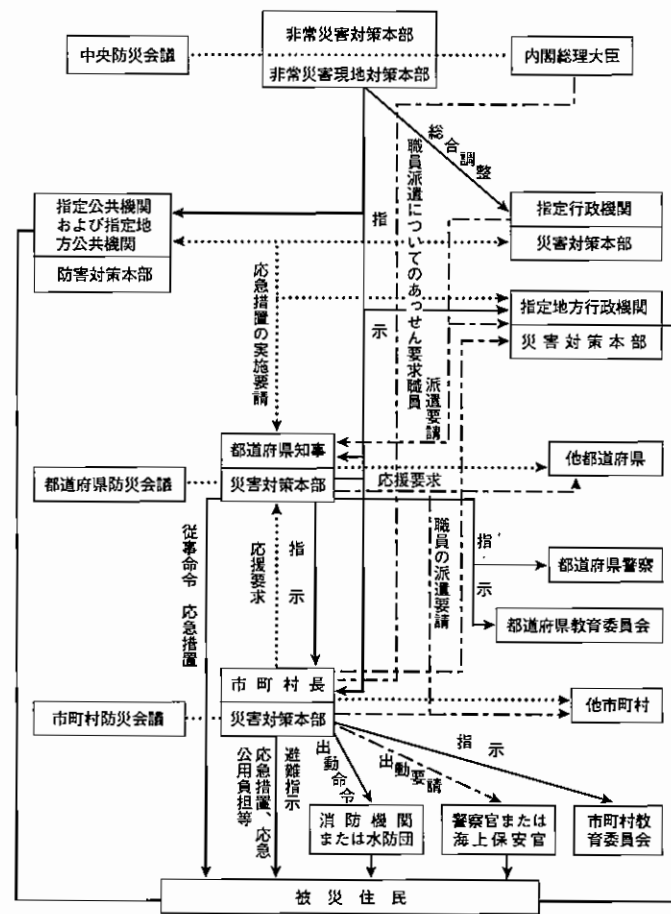 非常災害対策本部
中央防災会議
内閣総理大臣
非常災害現地対策本部
総合調整
職員派遣についてのあっせん要求職員
指定公共機関
および指定地
方公共機関
防害対策本部
指定行政機関
災害対策本部
指
示
応急措置の実施要請
指定地方行政機関
災害対策本部
派遣要請
都道府県知事
都道府県防災会議
災害対策本部
応援要求
他都道府県
従事命令 応急措置
応援要求
指示
職員の派遣要請
指示
都道府県警察
都道府県教育委員会
市町村長
市町村防災会議
災害対策本部
他市町村
応急措置、応急
公用負担等
避難指示
出動命令
出動要請
指示
消防機関
または水防団
警察官または
海上保安官
市町村教
育委員会
被災住民